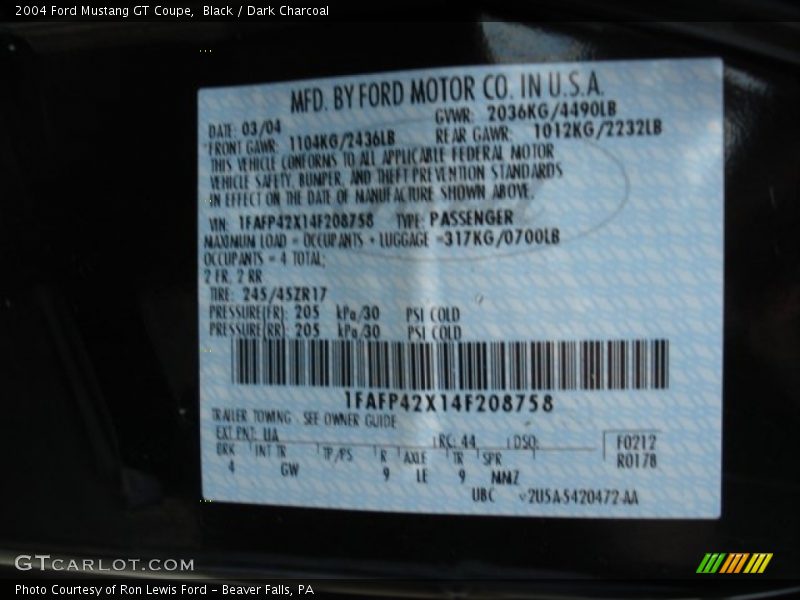 2004 Ford Mustang GT Coupe, Black / Dark Charcoal
MFD. BY FORD MOTOR CO. IN U.S.A.
DATE: 03/04 GVWR: 2036KG/4490LB
FRONT GAWR: 1104KG/2436LB REAR GAWR: 1012KG/2232LB
THIS VEHICLE CONFORMS TO ALL APPLICABLE FEDERAL MOTOR
VEHICLE SAFETY, BUMPER, AND THEFT PREVENTION STANDARDS
IN EFFECT ON THE DATE OF MANUFACTURE SHOWN ABOVE.
VIN: 1FAFP42X14F208758 TYPE: PASSENGER
MAXIMUM LOAD = OCCUPANTS + LUGGAGE =317KG/0700LB
OCCUPANTS = 4 TOTAL;
2 FR, 2 RR
TIRE: 245/45ZR17
PRESSURE(FR): 205 kPa/30 PSI COLD
PRESSURE(RR): 205 kPa/30 PSI COLD
1FAFP42X14F208758
TRAILER TOWING - SEE OWNER GUIDE
EXT PNT: UA RC: 44 DSO: F0212
BRK INT TR TP/PS R AXLE TR SPR R0178
4 GW 9 LE 9 MMZ
UBC V2U5A-5420472-AA
GTCARLOT.COM
Photo Courtesy of Ron Lewis Ford - Beaver Falls, PA